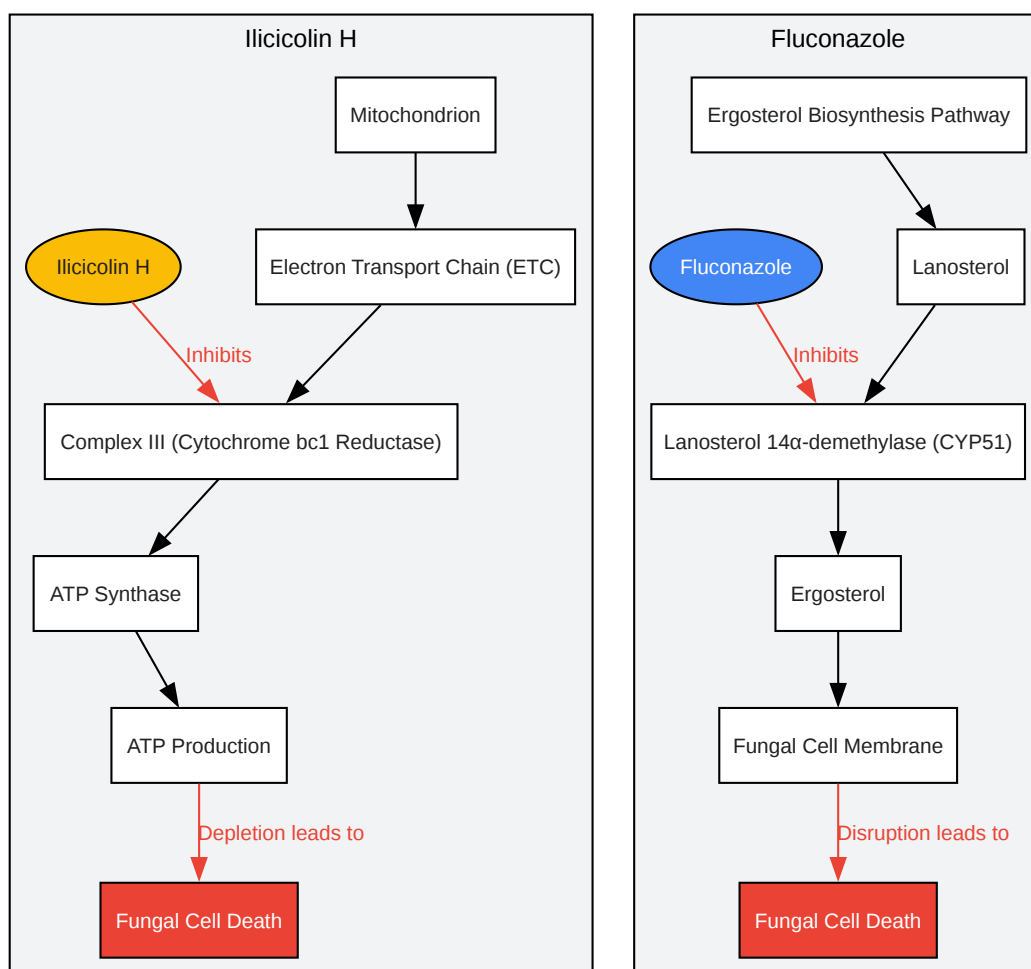 Ilicicolin H
Mitochondrion
Ilicicolin H
Electron Transport Chain (ETC)
Inhibits
Complex III (Cytochrome bc1 Reductase)
ATP Synthase
ATP Production
Depletion leads to
Fungal Cell Death
Fluconazole
Ergosterol Biosynthesis Pathway
Fluconazole
Lanosterol
Inhibits
Lanosterol 14α-demethylase (CYP51)
Ergosterol
Fungal Cell Membrane
Disruption leads to
Fungal Cell Death